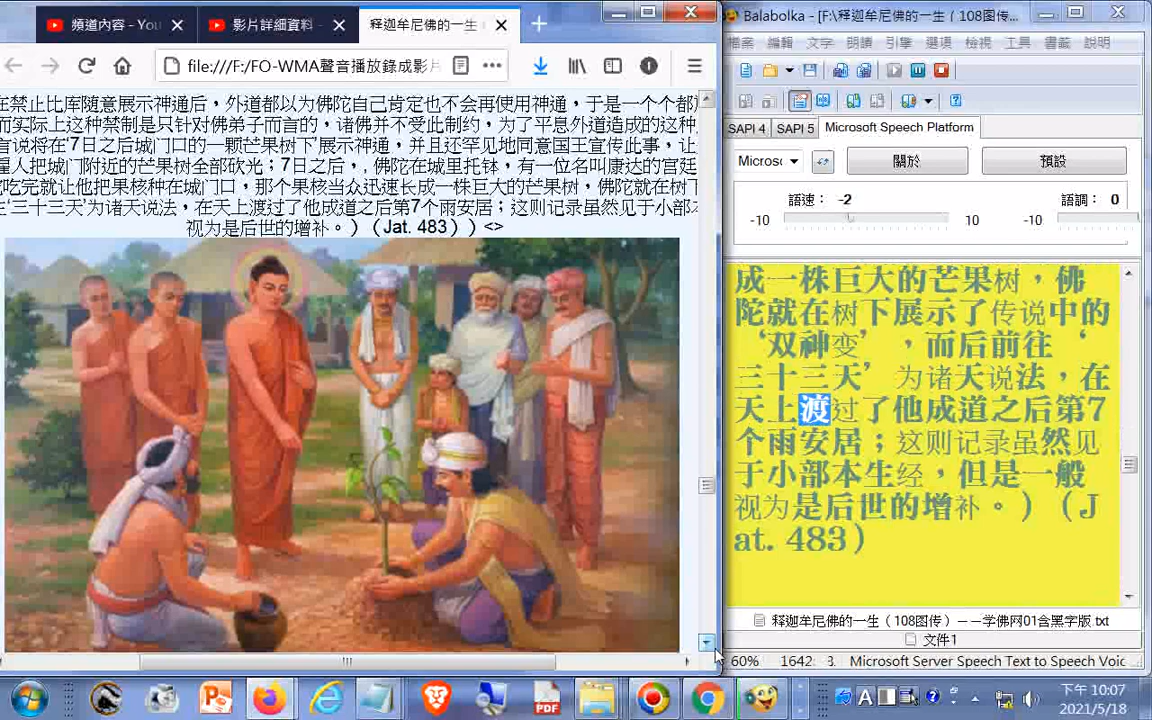 頻道內容 -
影片詳細資料 -
释迦牟尼佛的一生
file:///F:/FO-WMA聲音播放錄成影片
在禁止比库随意展示神通后，外道都以为佛陀自己肯定也不会再使用神通，于是一个个都
而实际上这种禁制是只针对佛弟子而言的，诸佛并不受此制约，为了平息外道造成的这种
言说将在'7日之后城门口的一颗芒果树下'展示神通，并且还罕见地同意国王宣传此事，让
人把城门附近的芒果树全部砍光；7日之后，,佛陀在城里托钵，有一位名叫康达的宫廷
吃完就让他把果核种在城门口，那个果核当众迅速长成一株巨大的芒果树，佛陀就在树下
'三十三天'为诸天说法，在天上渡过了他成道之后第7个雨安居；这则记录虽然见于小部本
视为是后世的增补。）（Jat. 483））<>
Balabolka - [F:\释迦牟尼佛的一生（108图传...
檔案 編輯 文字 朗讀 引擎 選項 檢視 工具 書籤 說明
SAPI 4 SAPI 5 Microsoft Speech Platform
Microsc
關於
預設
語速： -2
語調： 0
-10 10 -10
成一株巨大的芒果树，佛
陀就在树下展示了传说中的
‘双神变’，而后前往‘
三十三天’为诸天说法，在
天上渡过了他成道之后第7
个雨安居；这则记录虽然见
于小部本生经，但是一般
视为是后世的增补。）（J
at. 483）
释迦牟尼佛的一生（108图传）——学佛网01含黑字版.txt
文件1
60% 1642: 3. Microsoft Server Speech Text to Speech Voic
下午 10:07
2021/5/18